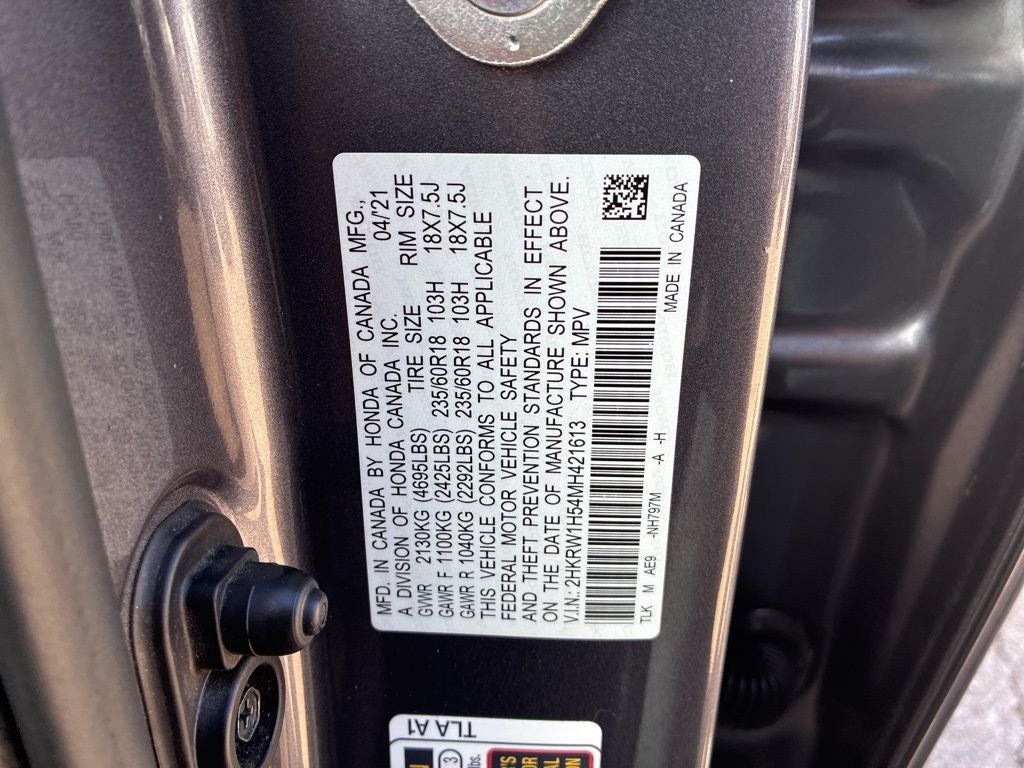 MFD. IN CANADA BY HONDA OF CANADA MFG.,
A DIVISION OF HONDA CANADA INC. 04/'21
GVWR 2130KG (4695LBS) TIRE SIZE RIM SIZE
GAWR F 1100KG (2425LBS) 235/60R18 103H 18X7.5J
GAWR R 1040KG (2292LBS) 235/60R18 103H 18X7.5J
THIS VEHICLE CONFORMS TO ALL APPLICABLE
FEDERAL MOTOR VEHICLE SAFETY
AND THEFT PREVENTION STANDARDS IN EFFECT
ON THE DATE OF MANUFACTURE SHOWN ABOVE.
V.I.N.: 2HKRW1H54MH421613 TYPE: MPV
TLK M AE9 -NH797M -A -H MADE IN CANADA
TLA A1
3
lbs.